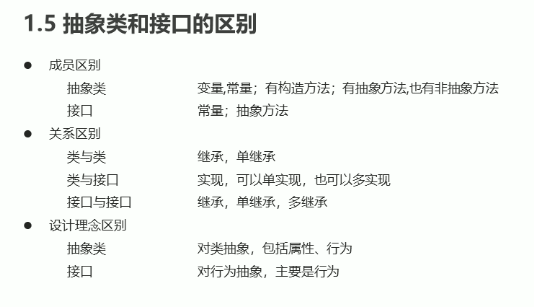 1.5 抽象类和接口的区别
● 成员区别
抽象类 变量,常量；有构造方法；有抽象方法,也有非抽象方法
接口 常量；抽象方法
● 关系区别
类与类 继承，单继承
类与接口 实现，可以单实现，也可以多实现
接口与接口 继承，单继承，多继承
● 设计理念区别
抽象类 对类抽象，包括属性、行为
接口 对行为抽象，主要是行为